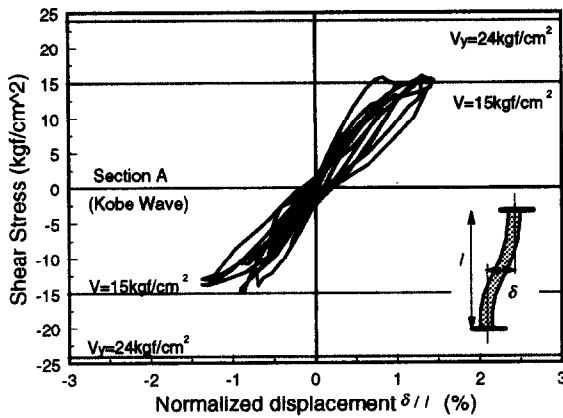 25
20
15
10
5
0
-5
-10
-15
-20
-25
Shear Stress (kgf/cm^2)
Vy=24kgf/cm²
V=15kgf/cm²
Section A
(Kobe Wave)
V=15kgf/cm²
Vy=24kgf/cm²
l
δ
-3 -2 -1 0 1 2 3
Normalized displacement δ/l (%)